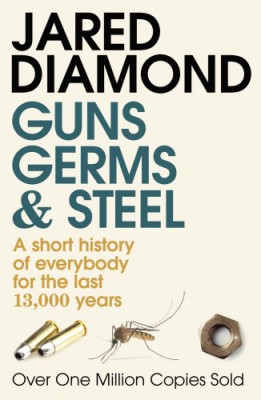 JARED
DIAMOND
GUNS
GERMS
& STEEL
A short history
of everybody
for the last
13,000 years
Over One Million Copies Sold